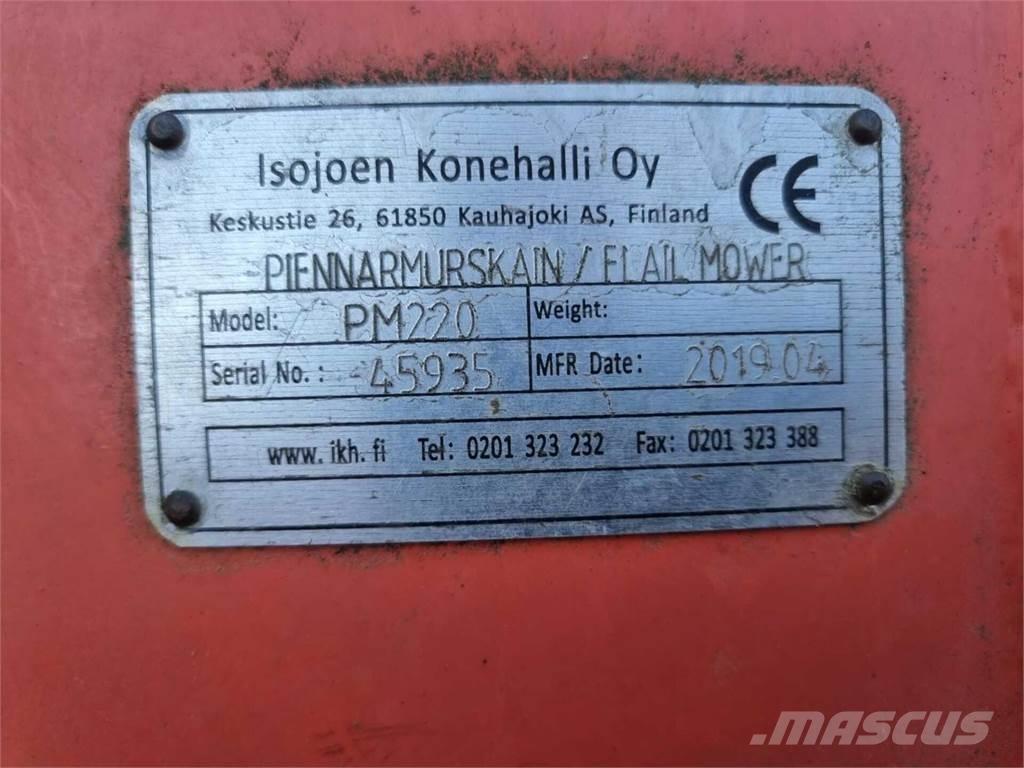 Isojoen Konehalli Oy
CE
Keskustie 26, 61850 Kauhajoki AS, Finland
PIENNARMURSKAIN / FLAIL MOWER
Model: PM220 Weight:
Serial No.: 45935 MFR Date: 2019.04
www.ikh.fi Tel: 0201 323 232 Fax: 0201 323 388
MASCUS